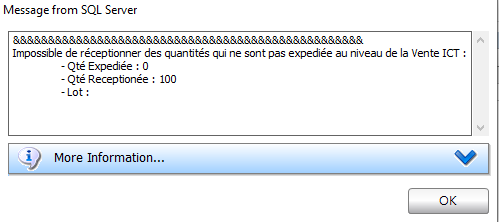 Message from SQL Server
&&&&&&&&&&&&&&&&&&&&&&&&&&&&&&&&&&&&&&&&&&&&&&&&&&
Impossible de réceptionner des quantités qui ne sont pas expediée au niveau de la Vente ICT :
- Qté Expediée : 0
- Qté Receptionée : 100
- Lot :
More Information...
OK